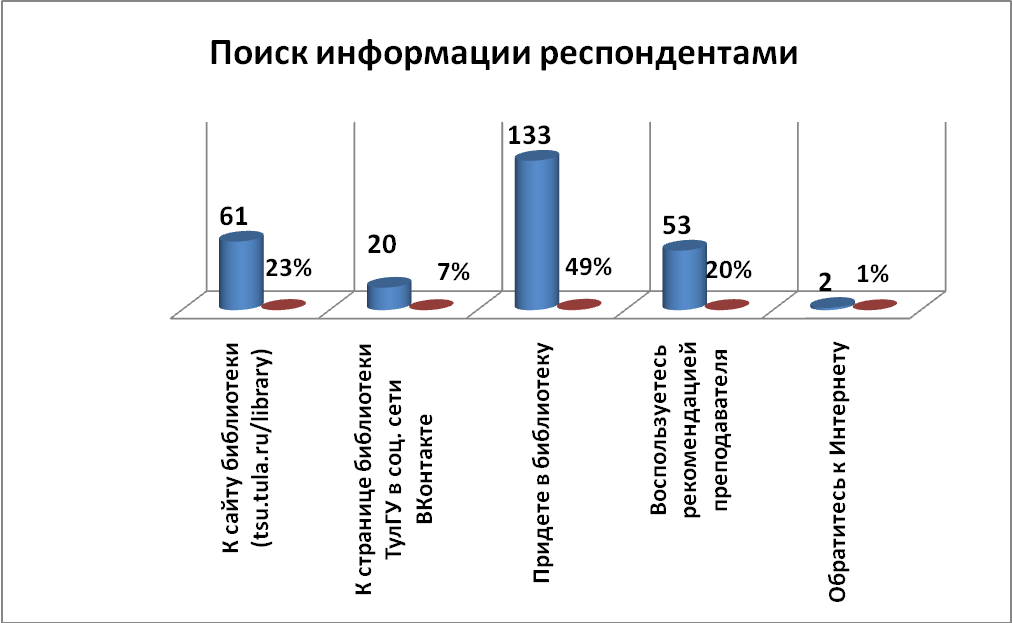 Поиск информации респондентами
61
23%
20
7%
133
49%
53
20%
2
1%
К сайту библиотеки
(tsu.tula.ru/library)
К странице библиотеки
ТулГУ в соц. сети
ВКонтакте
Придете в библиотеку
Воспользуетесь
рекомендацией
преподавателя
Обратитесь к Интернету